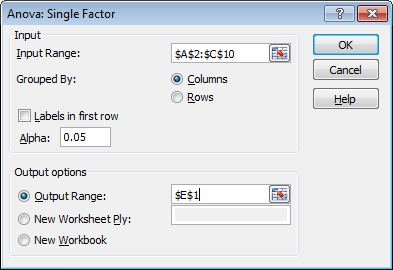 Anova: Single Factor
Input
Input Range: $A$2:$C$10
Grouped By: Columns
Rows
Labels in first row
Alpha: 0.05
Output options
Output Range: $E$1
New Worksheet Ply:
New Workbook
OK
Cancel
Help